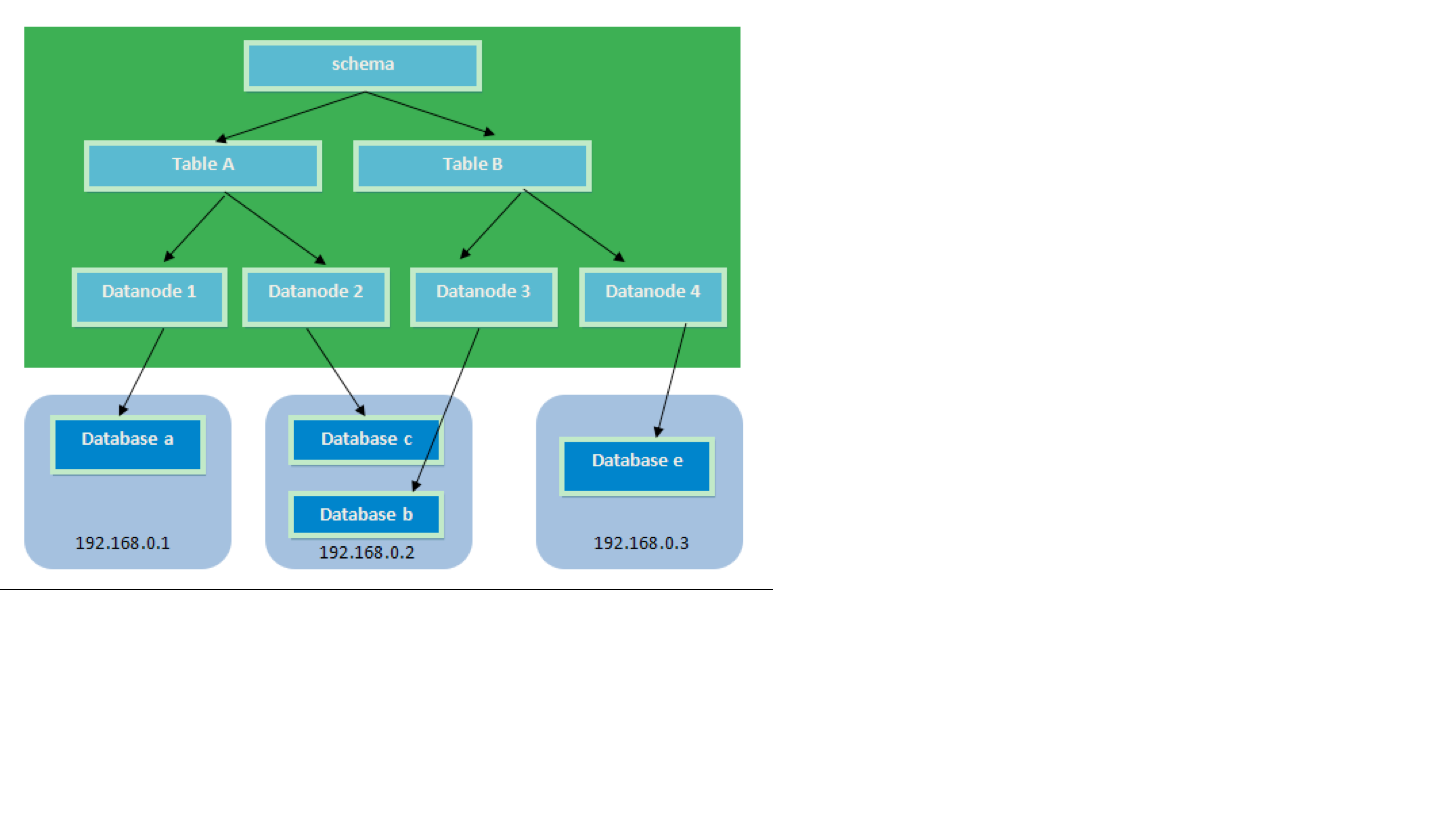 schema
Table A
Table B
Datanode 1
Datanode 2
Datanode 3
Datanode 4
Database a
Database c
Database e
Database b
192.168.0.1
192.168.0.2
192.168.0.3